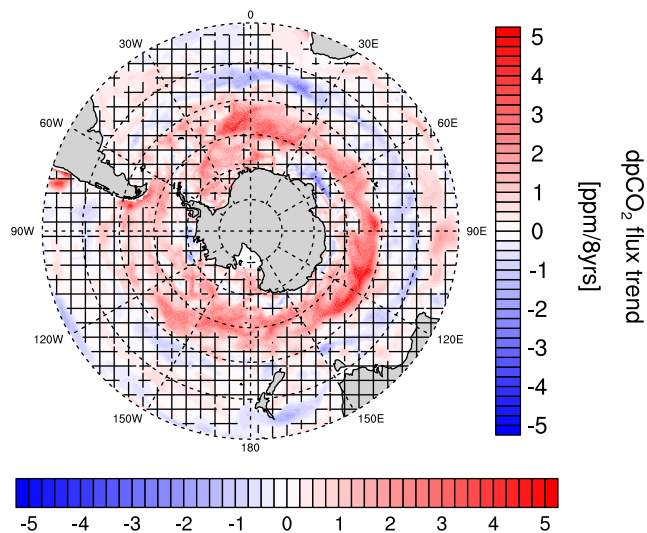 0
30E
60E
90E
120E
150E
180
150W
120W
90W
60W
30W
5
4
3
2
1
0
-1
-2
-3
-4
-5
dpCO₂ flux trend
[ppm/8yrs]
-5 -4 -3 -2 -1 0 1 2 3 4 5